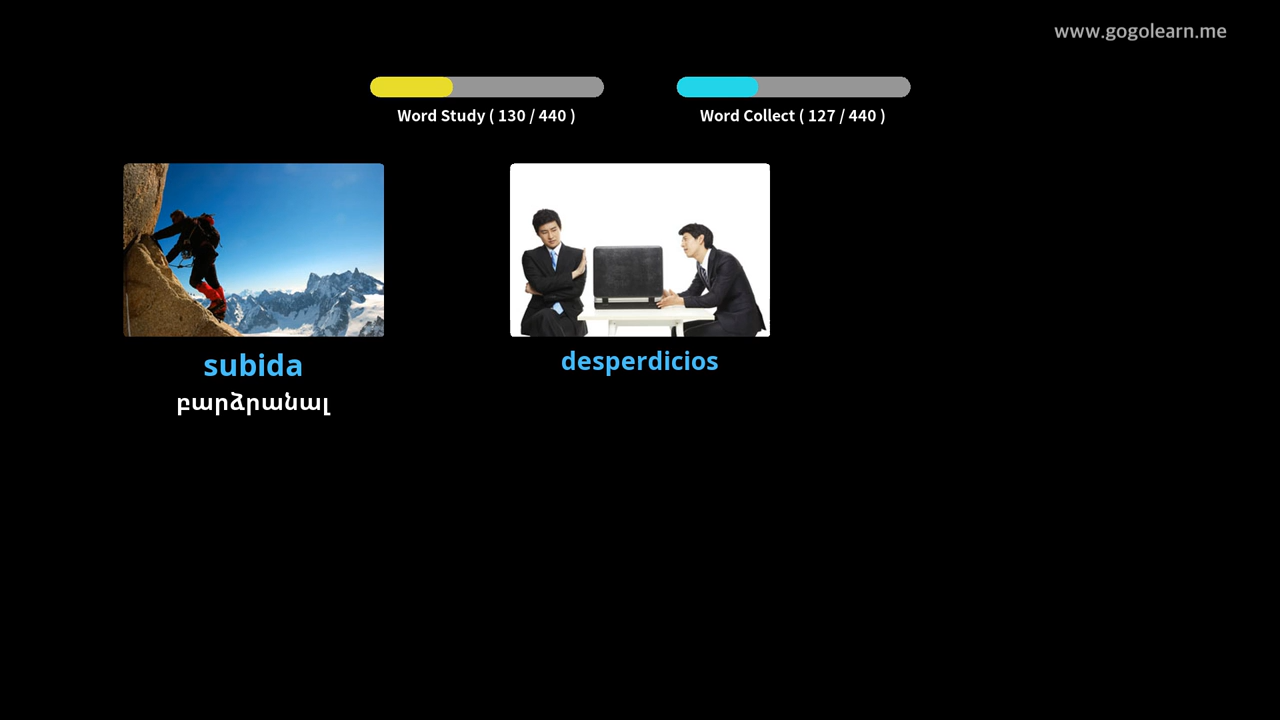 www.gogolearn.me
Word Study ( 130 / 440 )
Word Collect ( 127 / 440 )
subida
բարձրանալ
desperdicios